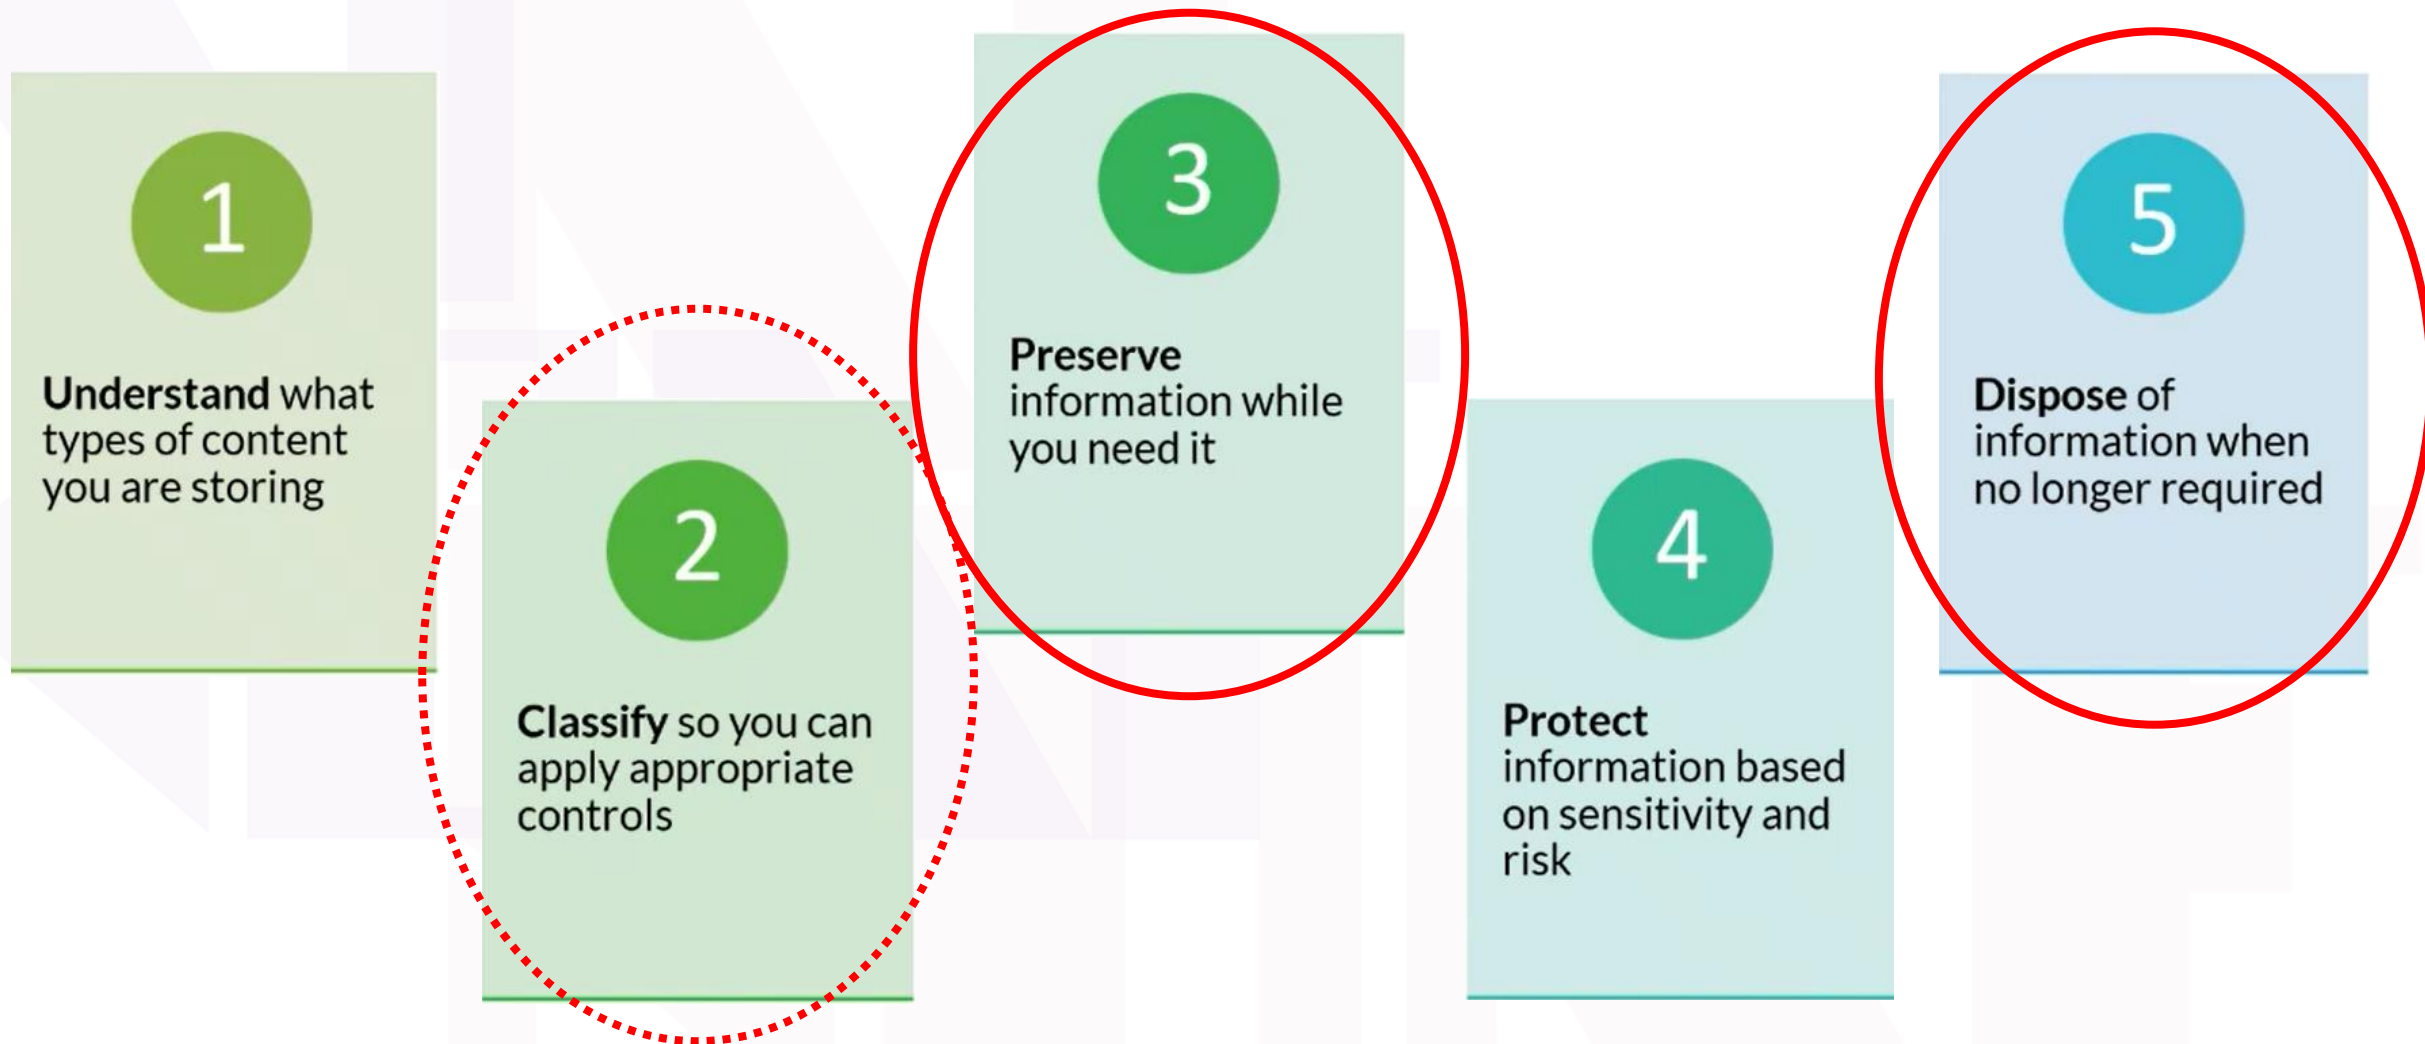 1
Understand what
types of content
you are storing
2
Classify so you can
apply appropriate
controls
3
Preserve
information while
you need it
4
Protect
information based
on sensitivity and
risk
5
Dispose of
information when
no longer required